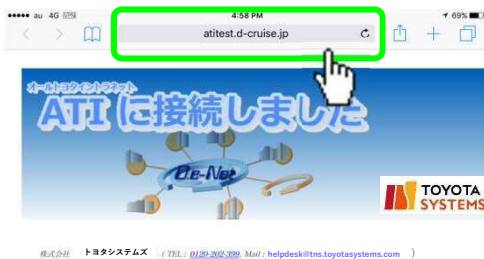 au 4G 4:58 PM 69%
atitest.d-cruise.jp
オールトヨタイントラネット
ATI に接続しました
De-Net
TOYOTA
SYSTEMS
株式会社 トヨタシステムズ ( TEL : 0120-202-399, Mail : helpdesk@tns.toyotasystems.com )